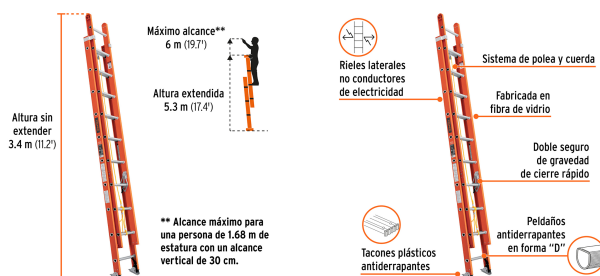 Máximo alcance**
6 m (19.7')
Altura extendida
5.3 m (17.4')
Altura sin
extender
3.4 m (11.2')
** Alcance máximo para
una persona de 1.68 m de
estatura con un alcance
vertical de 30 cm.
Rieles laterales
no conductores
de electricidad
Sistema de polea y cuerda
Fabricada en
fibra de vidrio
Doble seguro
de gravedad
de cierre rápido
Peldaños
antiderrapantes
en forma “D”
Tacones plásticos
antiderrapantes